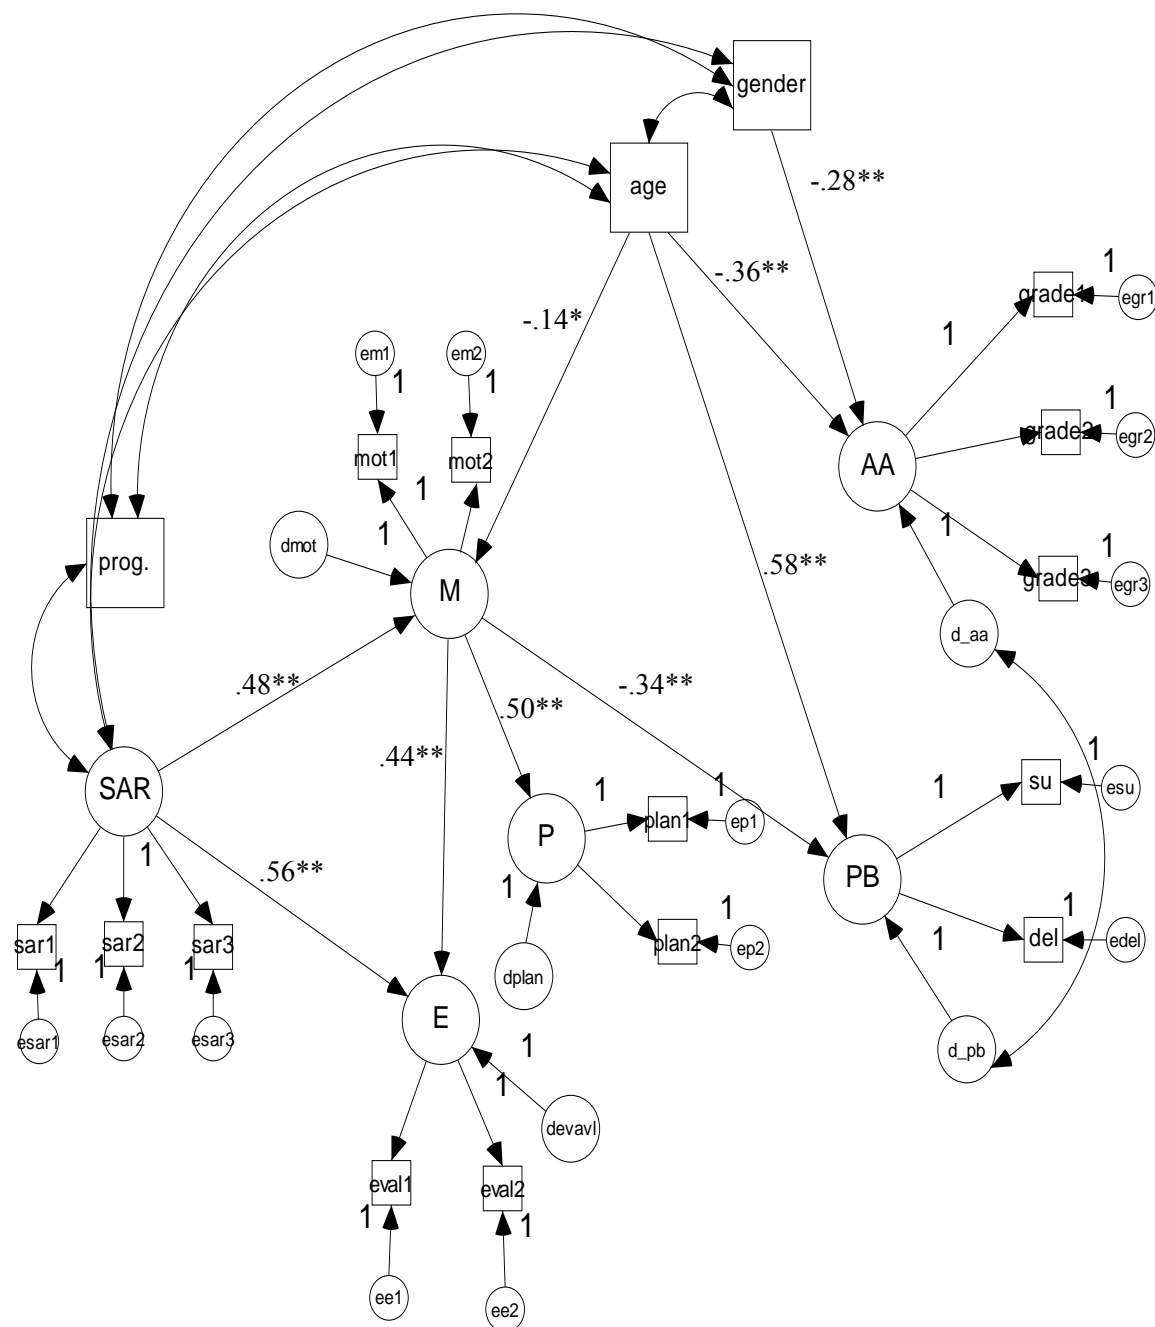 gender
age
-.28**
-.36**
1
grade1
egr1
-.14*
1
em1
em2
1
1
1
grade2
egr2
mot1
mot2
AA
1
1
dmot
1
1
grade3
egr3
prog.
.58**
M
d_aa
.48**
-.34**
.50**
.44**
1
SAR
1
1
1
su
esu
plan1
ep1
P
1
.56**
PB
1
1
1
sar1
sar2
sar3
plan2
ep2
1
del
edel
1
1
1
dplan
E
esar1
esar2
esar3
1
d_pb
1
devavl
eval1
eval2
1
1
ee1
ee2